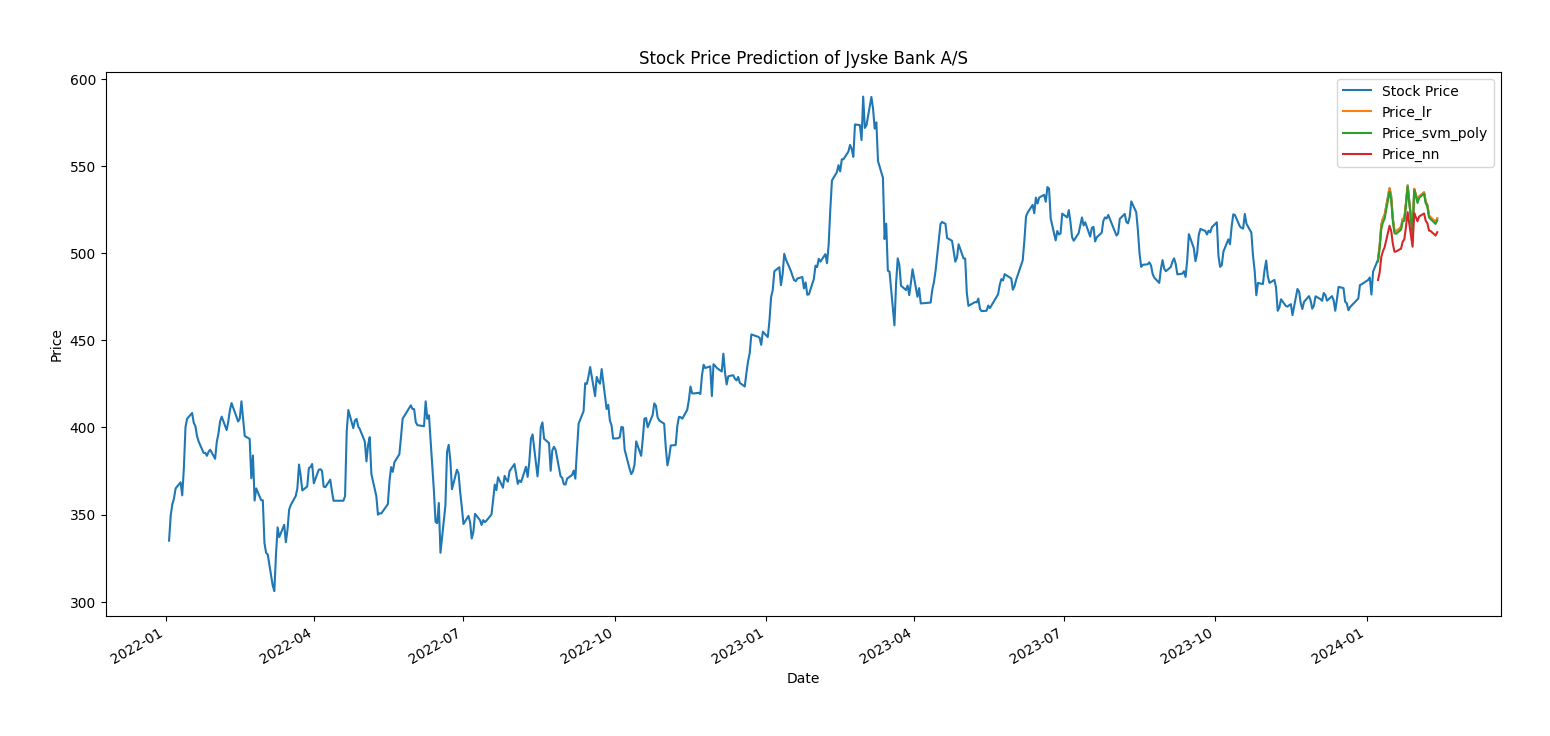 Stock Price Prediction of Jyske Bank A/S
600
550
500
450
400
350
300
Price
Stock Price
Price_lr
Price_svm_poly
Price_nn
2022-01
2022-04
2022-07
2022-10
2023-01
2023-04
2023-07
2023-10
2024-01
Date